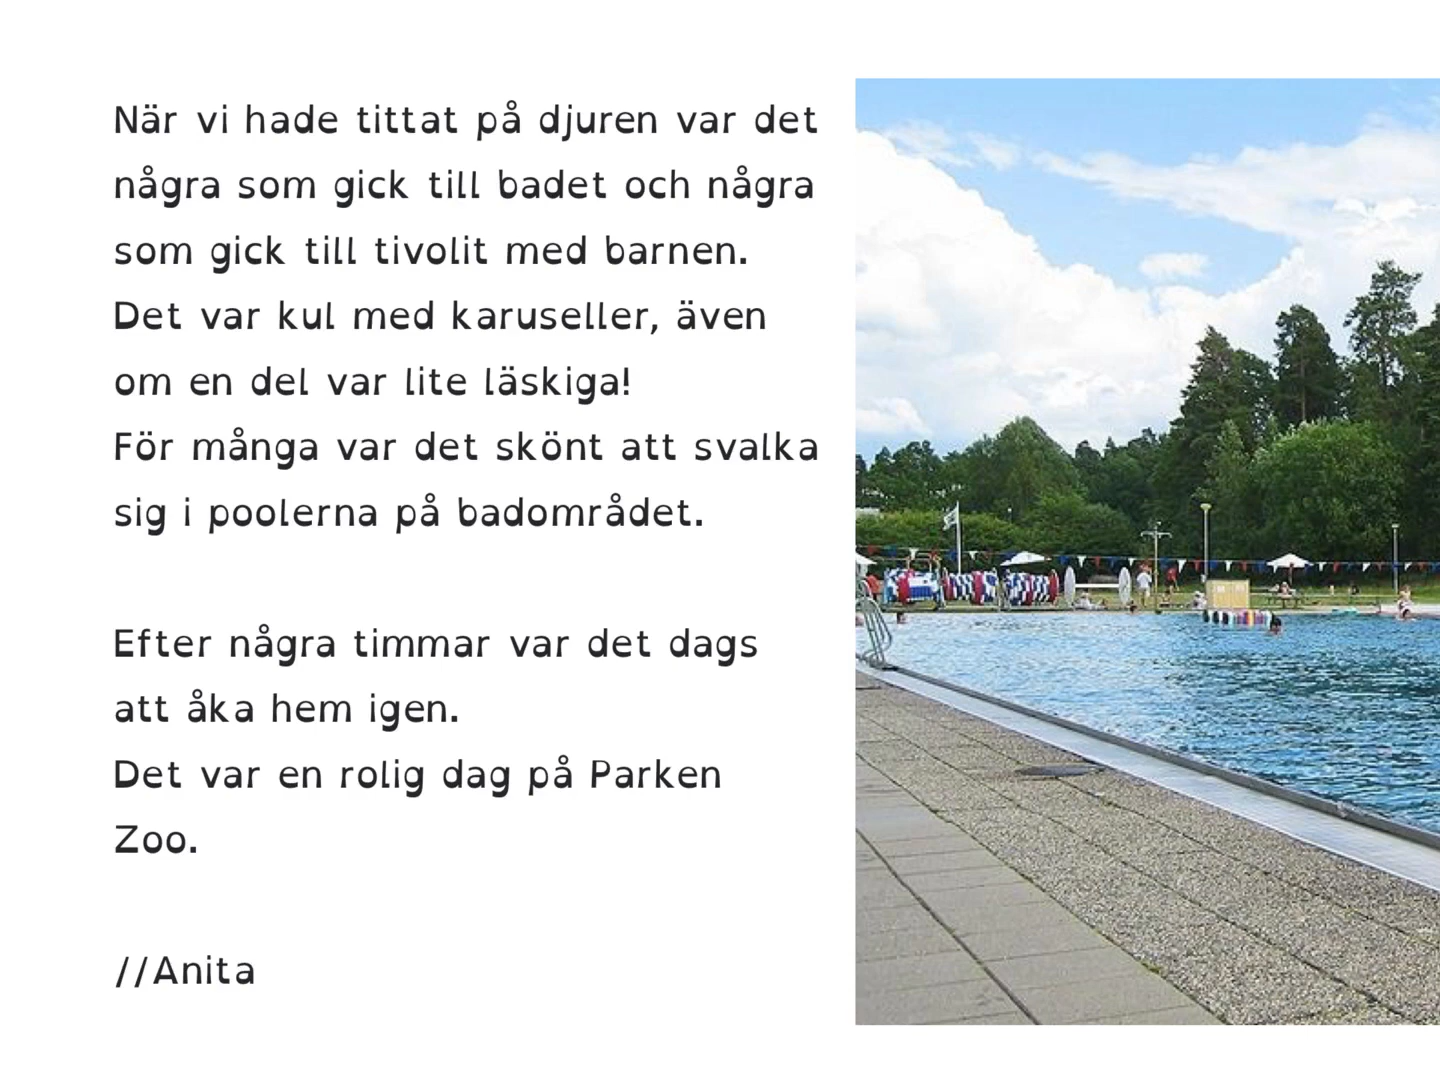 När vi hade tittat på djuren var det
några som gick till badet och några
som gick till tivolit med barnen.
Det var kul med karuseller, även
om en del var lite läskiga!
För många var det skönt att svalka
sig i poolerna på badområdet.
Efter några timmar var det dags
att åka hem igen.
Det var en rolig dag på Parken
Zoo.
//Anita